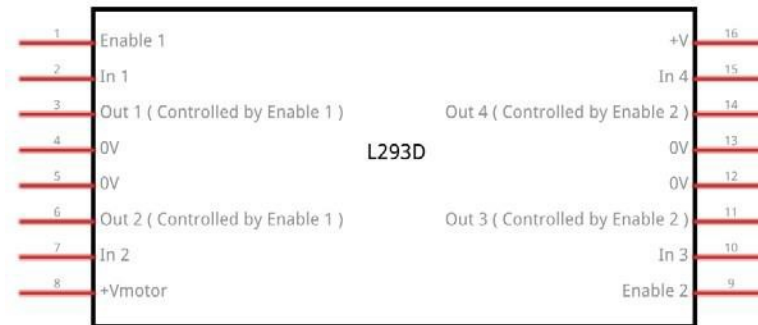 1 Enable 1 +V 16
2 In 1 In 4 15
3 Out 1 ( Controlled by Enable 1 ) Out 4 ( Controlled by Enable 2 ) 14
4 0V 0V 13
L293D
5 0V 0V 12
6 Out 2 ( Controlled by Enable 1 ) Out 3 ( Controlled by Enable 2 ) 11
7 In 2 In 3 10
8 +Vmotor Enable 2 9